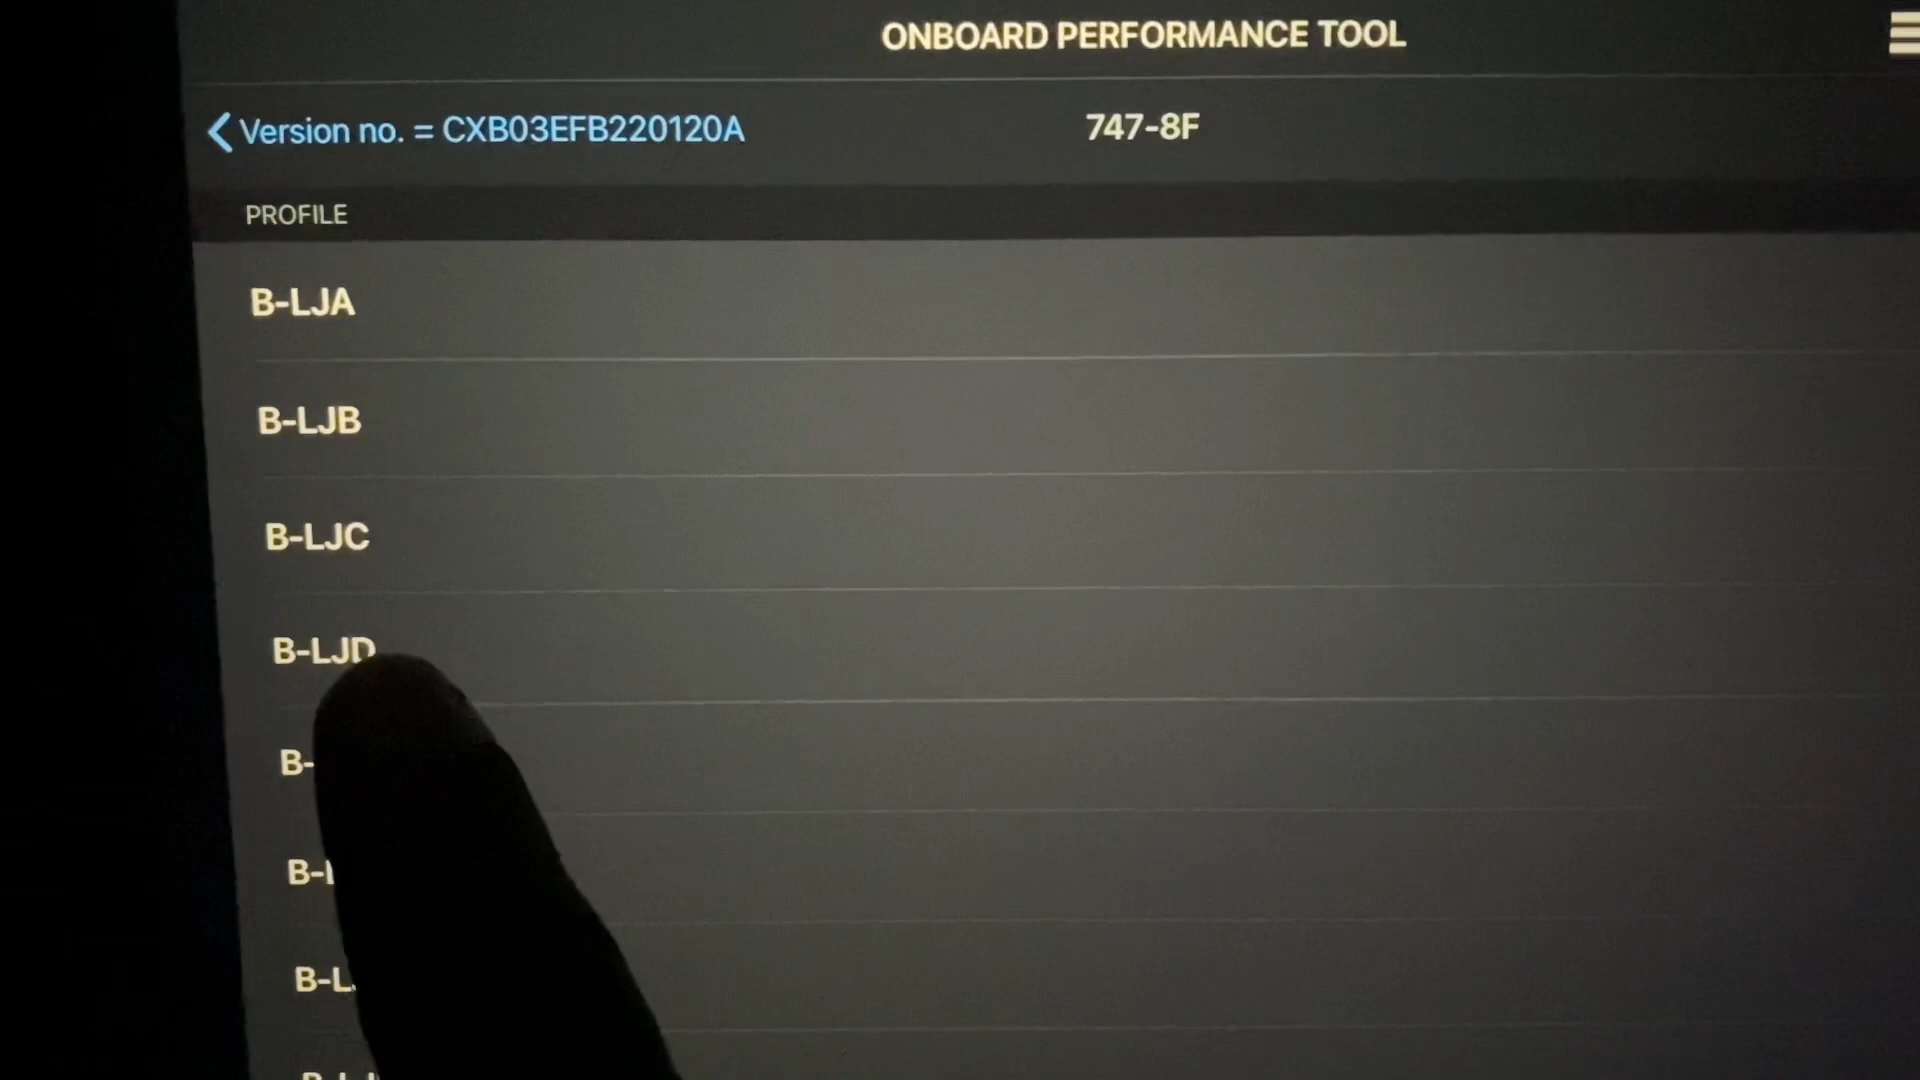 ONBOARD PERFORMANCE TOOL
Version no. = CXB03EFB220120A
747-8F
PROFILE
B-LJA
B-LJB
B-LJC
B-LJD